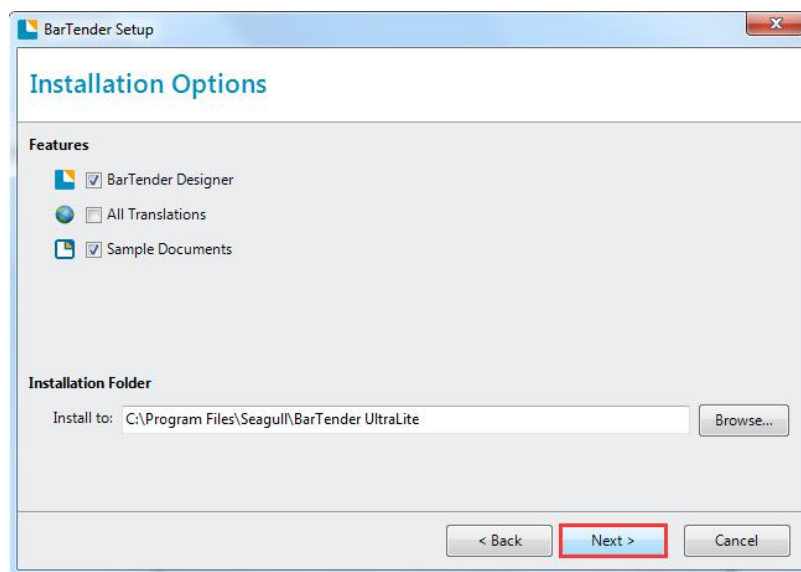 BarTender Setup
Installation Options
Features
BarTender Designer
All Translations
Sample Documents
Installation Folder
Install to: C:\Program Files\Seagull\BarTender UltraLite Browse...
< Back Next > Cancel